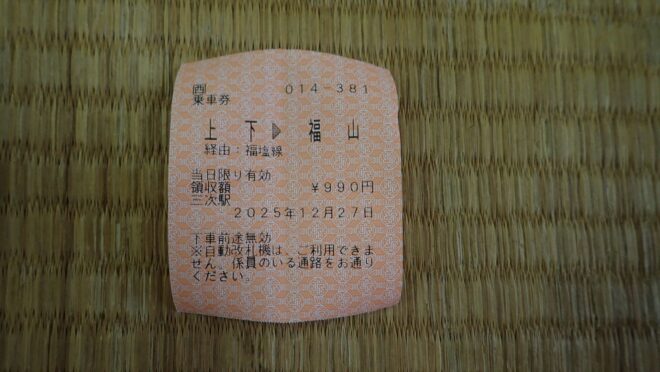 西 014-381
乗車券
上下▶福山
経由:福塩線
当日限り有効
領収額 ¥990円
三次駅
2025年12月27日
下車前途無効
※自動改札機は、ご利用できま
せん。係員のいる通路をお通り
ください。